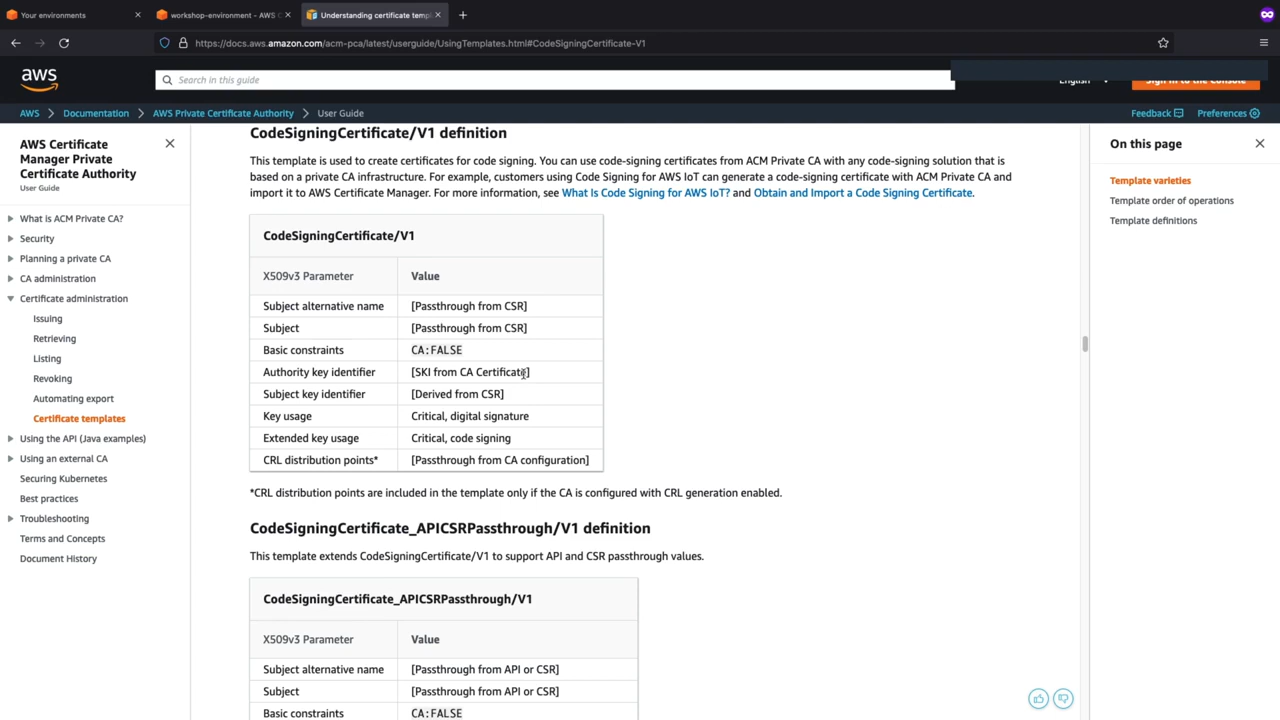 Your environments
workshop-environment - AWS C
Understanding certificate temp
https://docs.aws.amazon.com/acm-pca/latest/userguide/UsingTemplates.html#CodeSigningCertificate-V1
aws
Search in this guide
English
Sign in to the Console
AWS
Documentation
AWS Private Certificate Authority
User Guide
Feedback
Preferences
AWS Certificate
Manager Private
Certificate Authority
User Guide
What is ACM Private CA?
Security
Planning a private CA
CA administration
Certificate administration
Issuing
Retrieving
Listing
Revoking
Automating export
Certificate templates
Using the API (Java examples)
Using an external CA
Securing Kubernetes
Best practices
Troubleshooting
Terms and Concepts
Document History
CodeSigningCertificate/V1 definition
This template is used to create certificates for code signing. You can use code-signing certificates from ACM Private CA with any code-signing solution that is
based on a private CA infrastructure. For example, customers using Code Signing for AWS IoT can generate a code-signing certificate with ACM Private CA and
import it to AWS Certificate Manager. For more information, see What Is Code Signing for AWS IoT? and Obtain and Import a Code Signing Certificate.
CodeSigningCertificate/V1
X509v3 Parameter Value
Subject alternative name [Passthrough from CSR]
Subject [Passthrough from CSR]
Basic constraints CA:FALSE
Authority key identifier [SKI from CA Certificate]
Subject key identifier [Derived from CSR]
Key usage Critical, digital signature
Extended key usage Critical, code signing
CRL distribution points* [Passthrough from CA configuration]
*CRL distribution points are included in the template only if the CA is configured with CRL generation enabled.
CodeSigningCertificate_APICSRPassthrough/V1 definition
This template extends CodeSigningCertificate/V1 to support API and CSR passthrough values.
CodeSigningCertificate_APICSRPassthrough/V1
X509v3 Parameter Value
Subject alternative name [Passthrough from API or CSR]
Subject [Passthrough from API or CSR]
Basic constraints CA:FALSE
On this page
Template varieties
Template order of operations
Template definitions